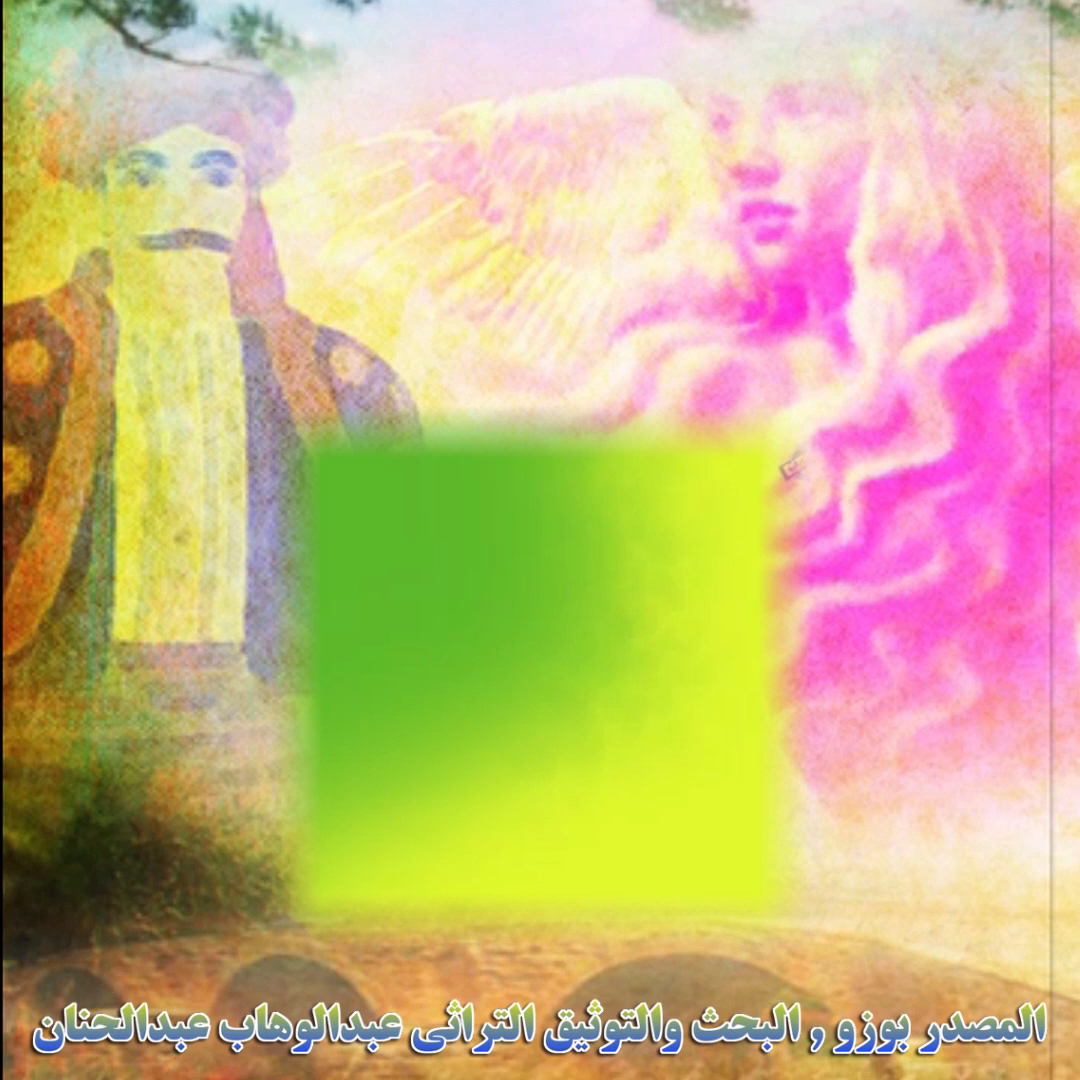 المصدر بوزو , البحث والتوثيق التراثى عبدالوهاب عبدالحنان